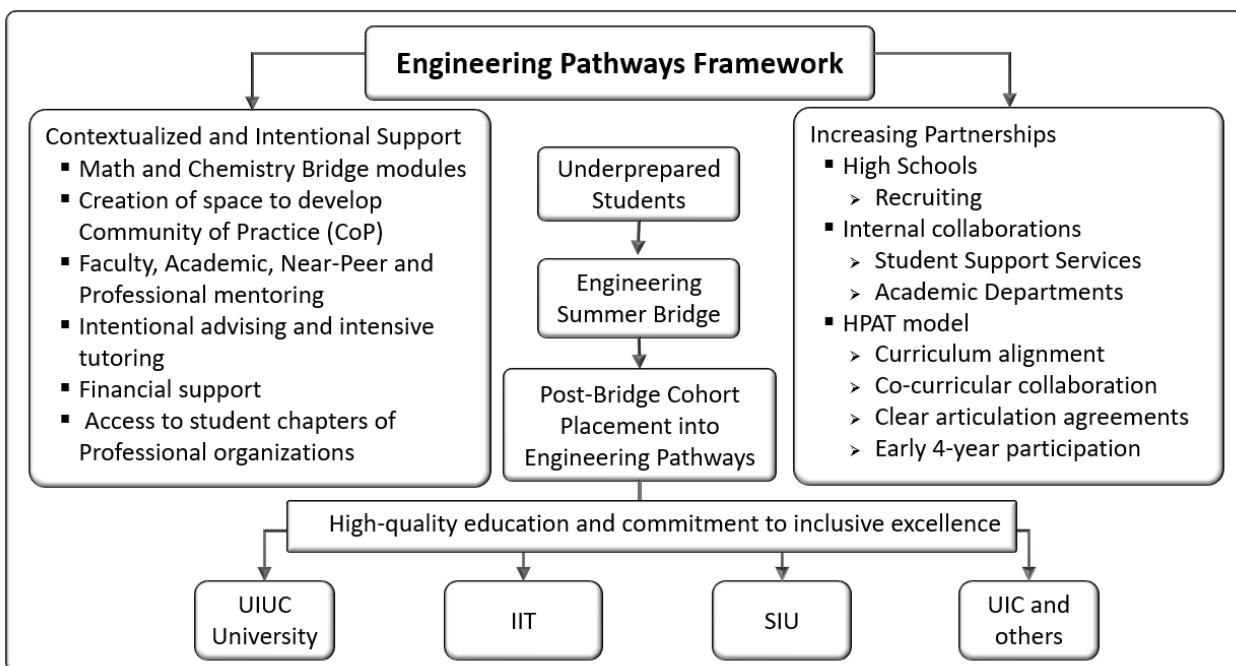 Engineering Pathways Framework
Contextualized and Intentional Support
▪ Math and Chemistry Bridge modules
▪ Creation of space to develop
Community of Practice (CoP)
▪ Faculty, Academic, Near-Peer and
Professional mentoring
▪ Intentional advising and intensive
tutoring
▪ Financial support
▪ Access to student chapters of
Professional organizations
Underprepared
Students
Engineering
Summer Bridge
Post-Bridge Cohort
Placement into
Engineering Pathways
Increasing Partnerships
▪ High Schools
➢ Recruiting
▪ Internal collaborations
➢ Student Support Services
➢ Academic Departments
▪ HPAT model
➢ Curriculum alignment
➢ Co-curricular collaboration
➢ Clear articulation agreements
➢ Early 4-year participation
High-quality education and commitment to inclusive excellence
UIUC
University
IIT
SIU
UIC and
others